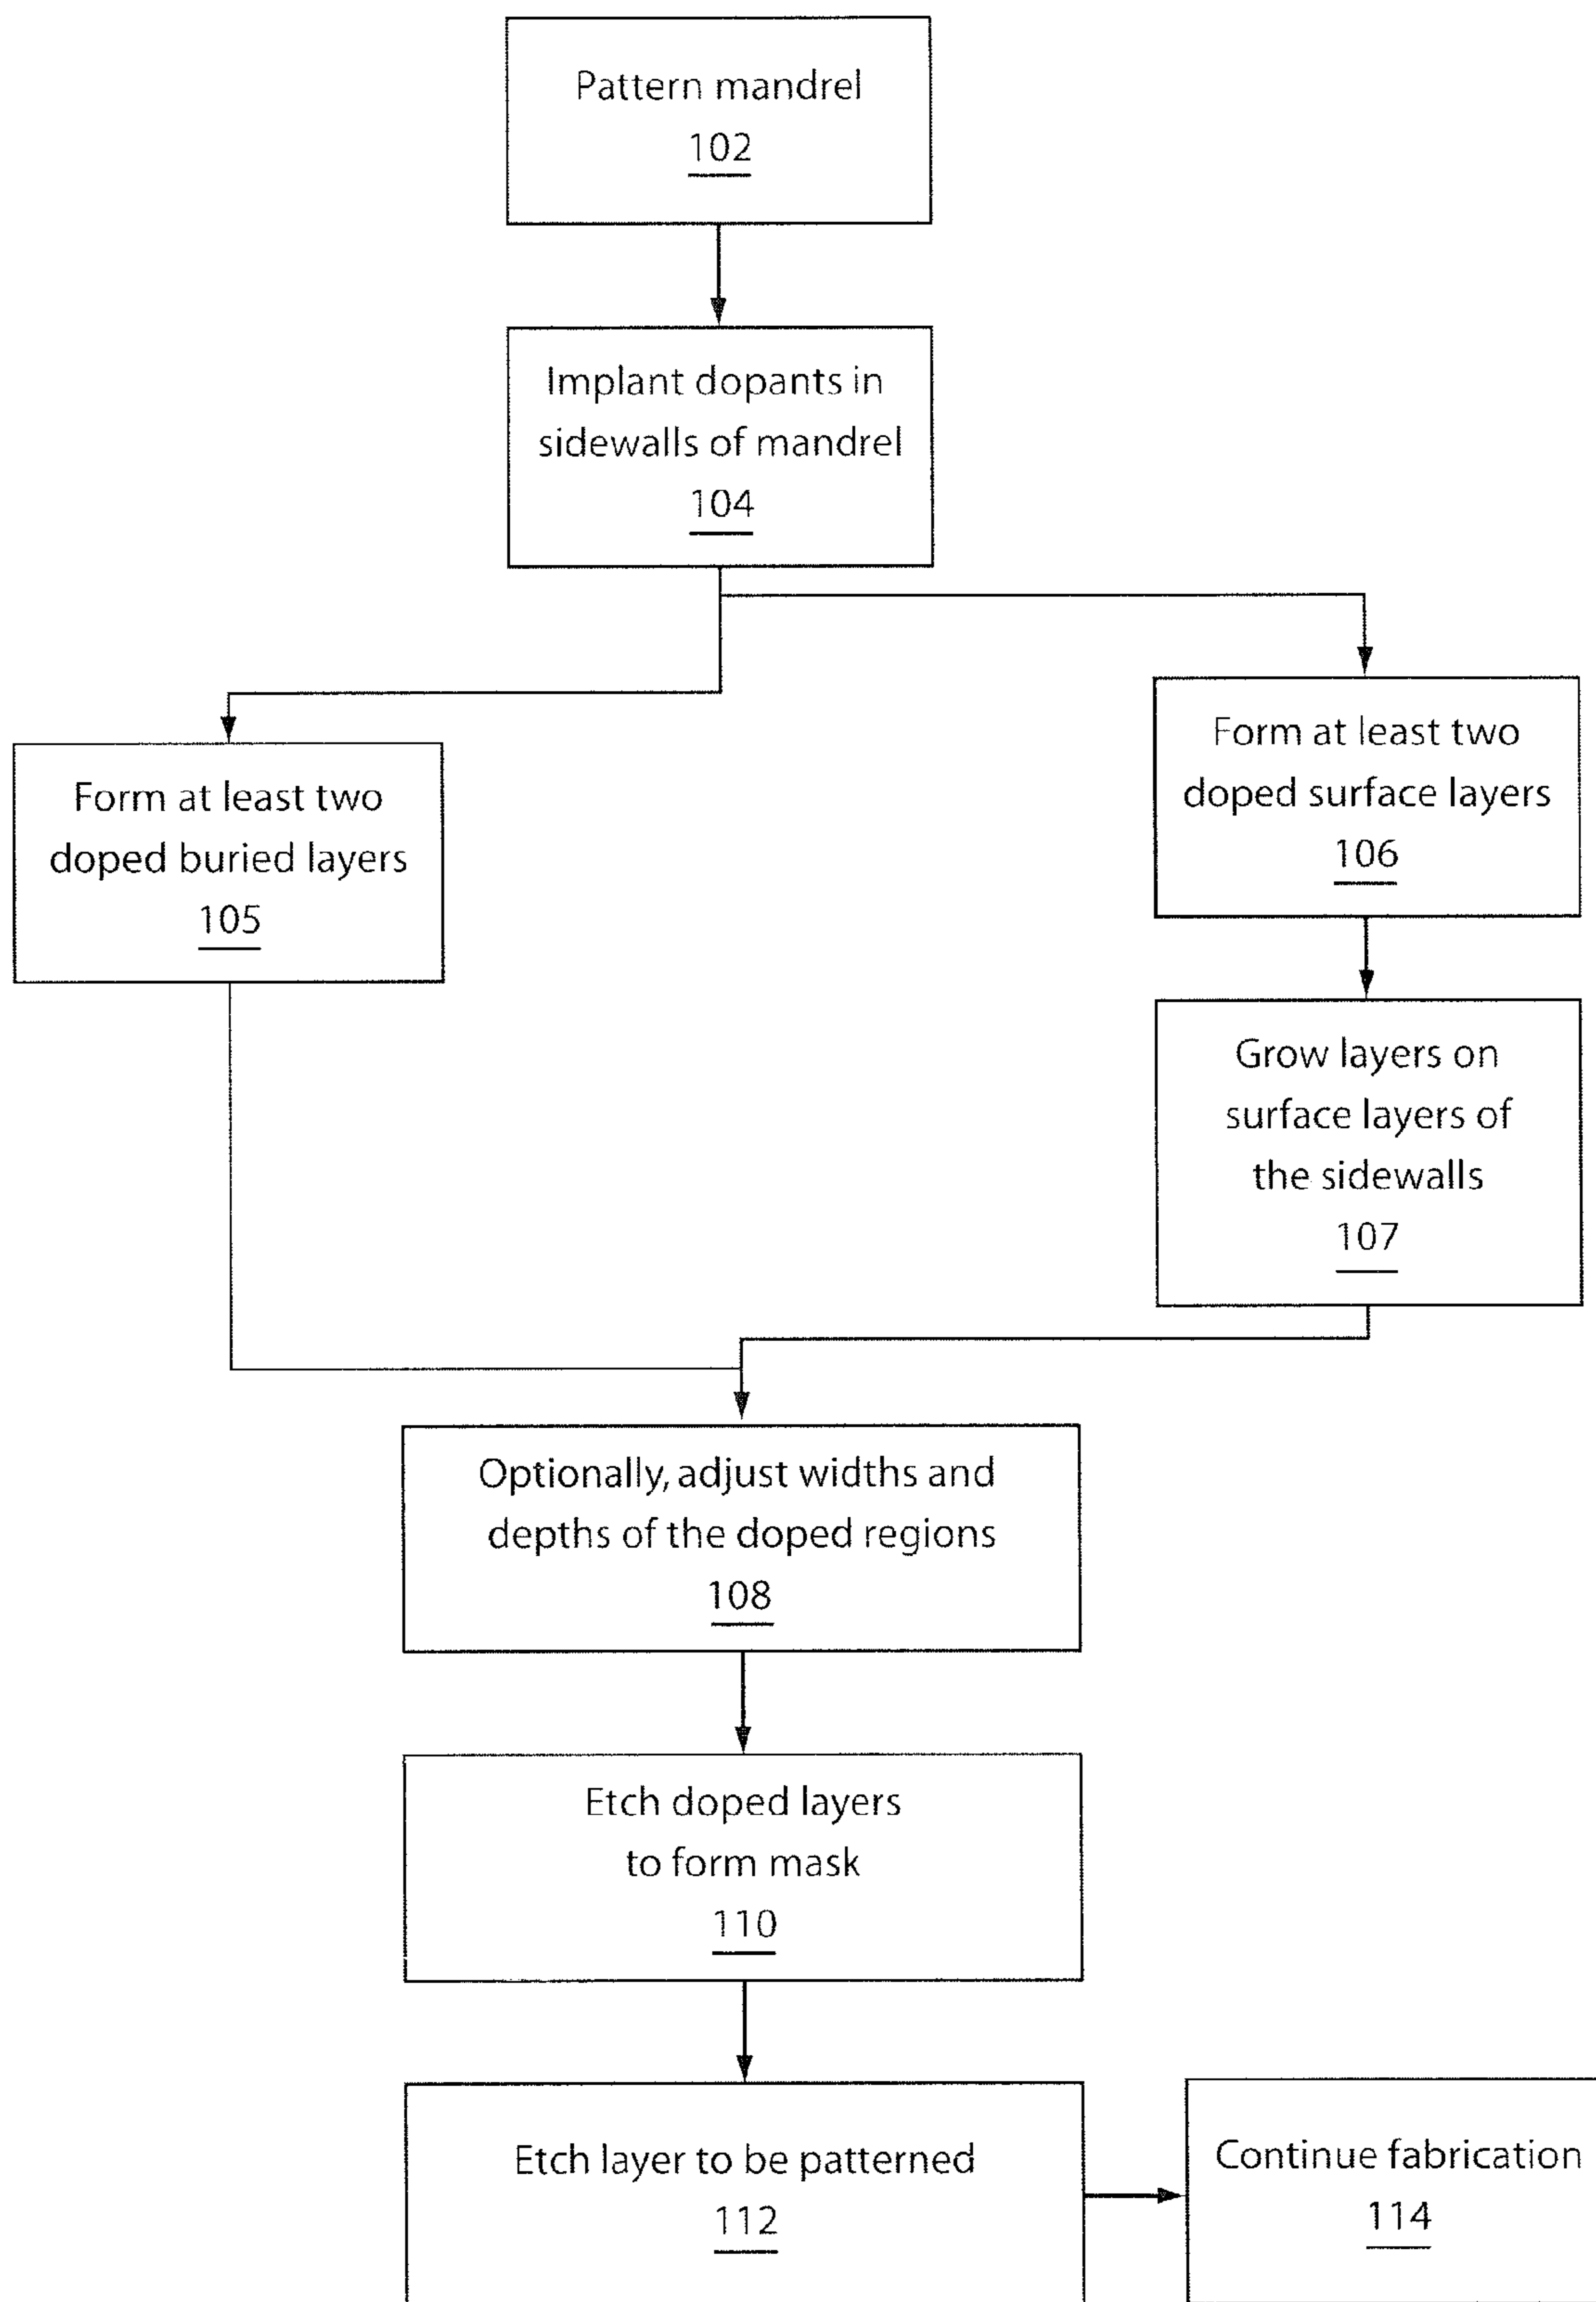 Pattern mandrel
102
Implant dopants in
sidewalls of mandrel
104
Form at least two
doped buried layers
105
Form at least two
doped surface layers
106
Grow layers on
surface layers of
the sidewalls
107
Optionally, adjust widths and
depths of the doped regions
108
Etch doped layers
to form mask
110
Etch layer to be patterned
112
Continue fabrication
114